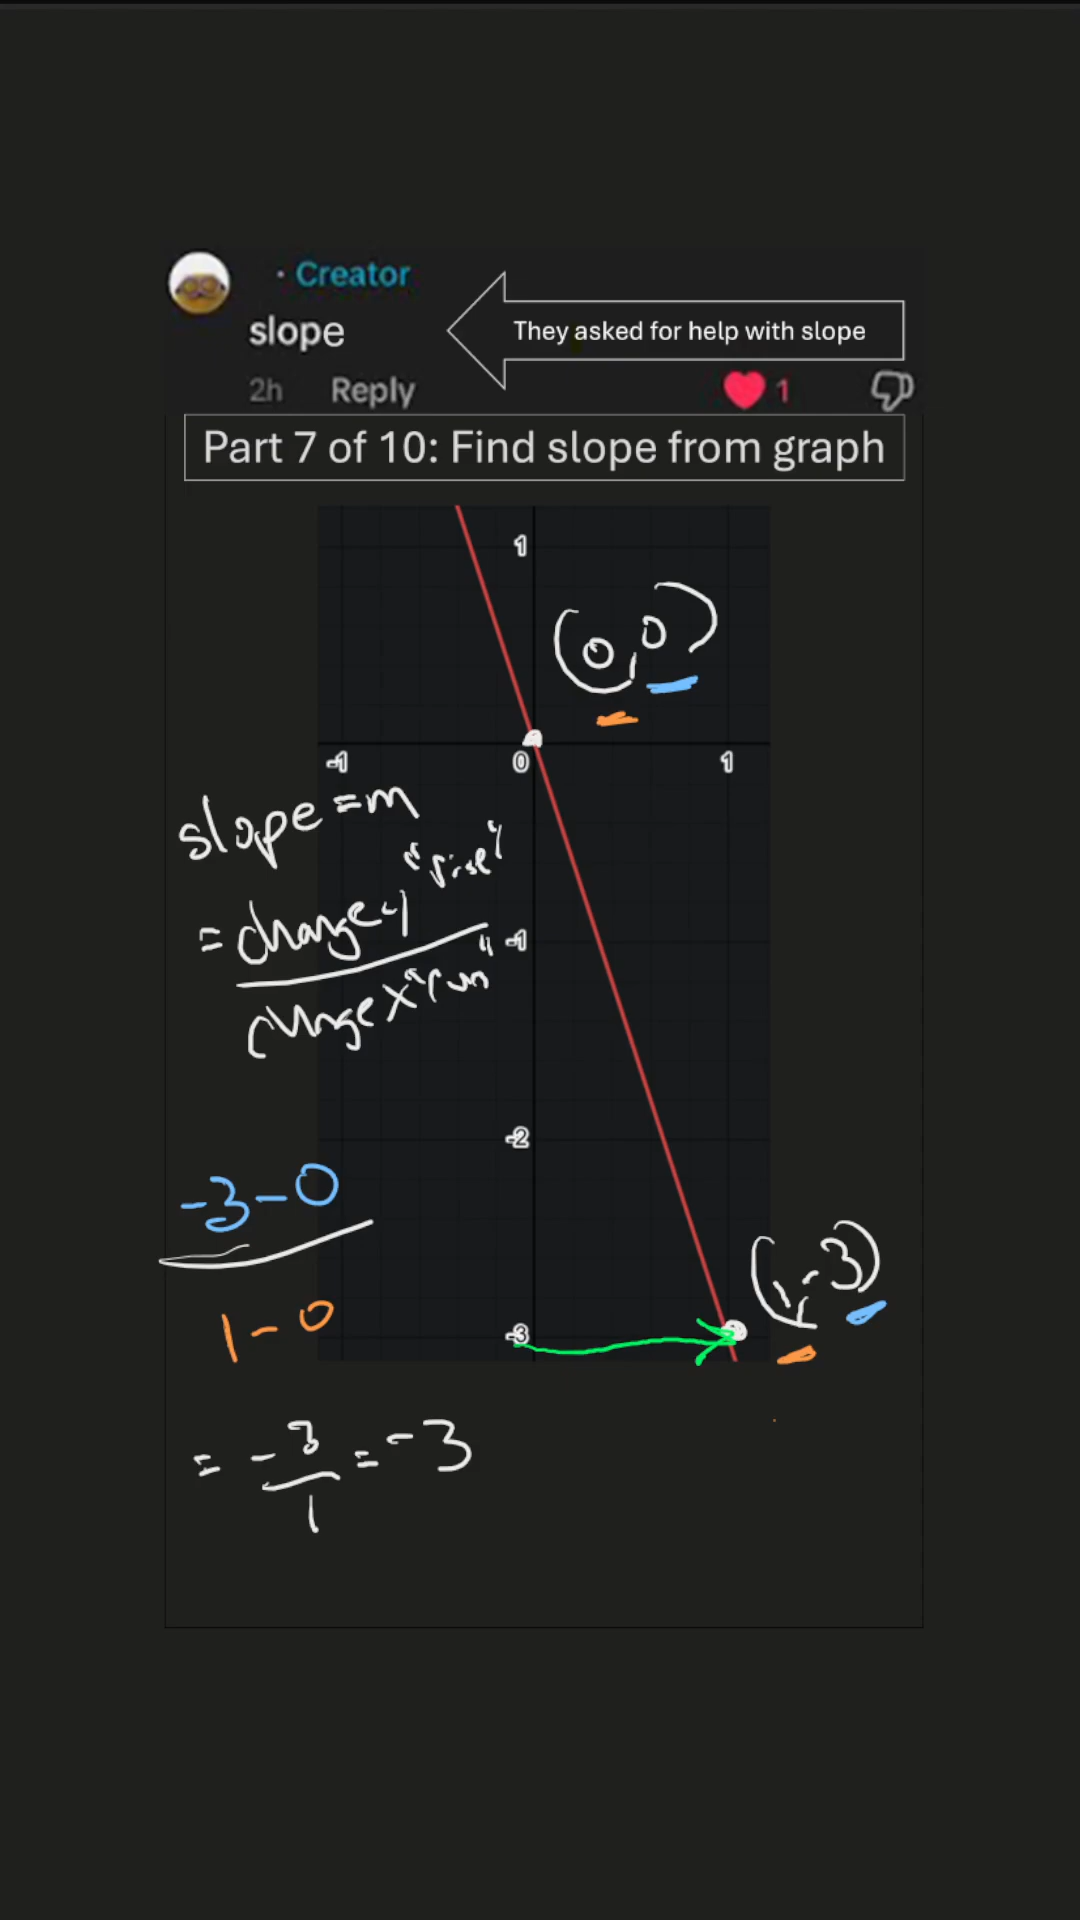 · Creator
slope
They asked for help with slope
2h Reply
1
Part 7 of 10: Find slope from graph
1
(0,0)
-1 0 1
slope = m
"rise"
= change y
-1
change x "run"
-2
-3-0
(1,-3)
1-0
-3
= -3/1 = -3